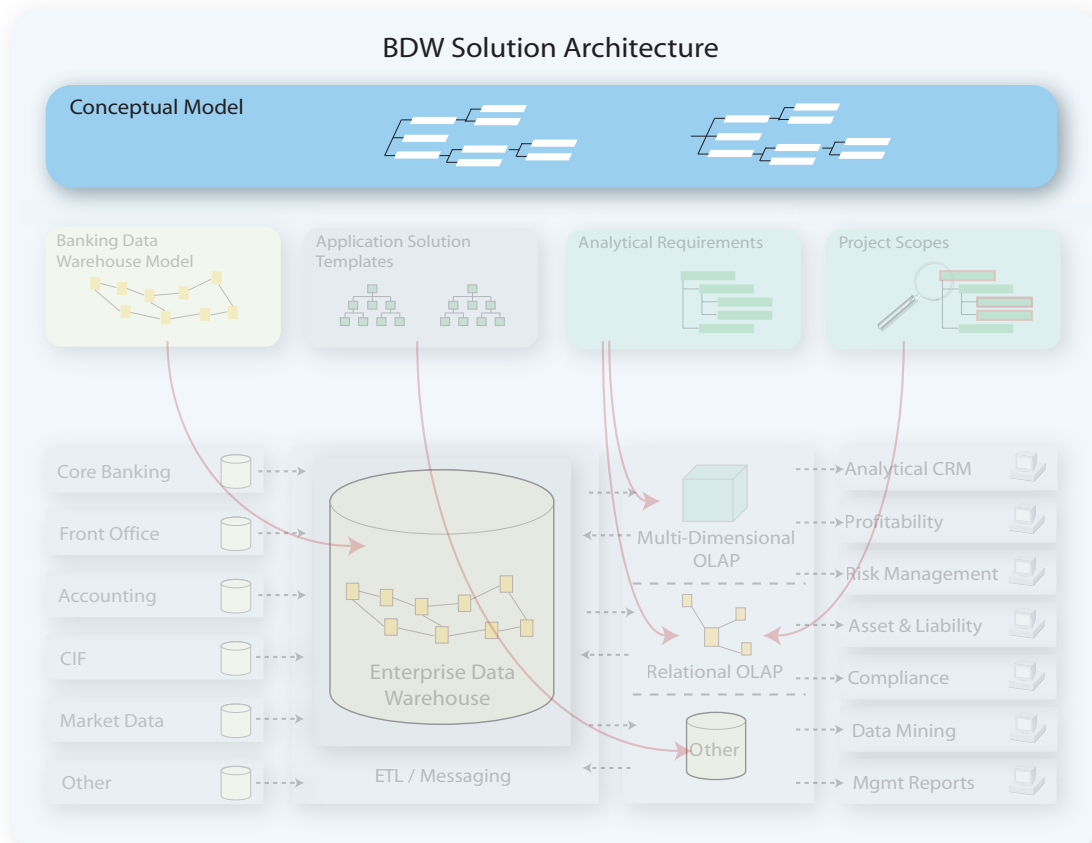 BDW Solution Architecture
Conceptual Model
Banking Data
Warehouse Model
Application Solution
Templates
Analytical Requirements
Project Scopes
Core Banking
Front Office
Accounting
CIF
Market Data
Other
Enterprise Data
Warehouse
ETL / Messaging
Multi-Dimensional
OLAP
Relational OLAP
Other
Analytical CRM
Profitability
Risk Management
Asset & Liability
Compliance
Data Mining
Mgmt Reports